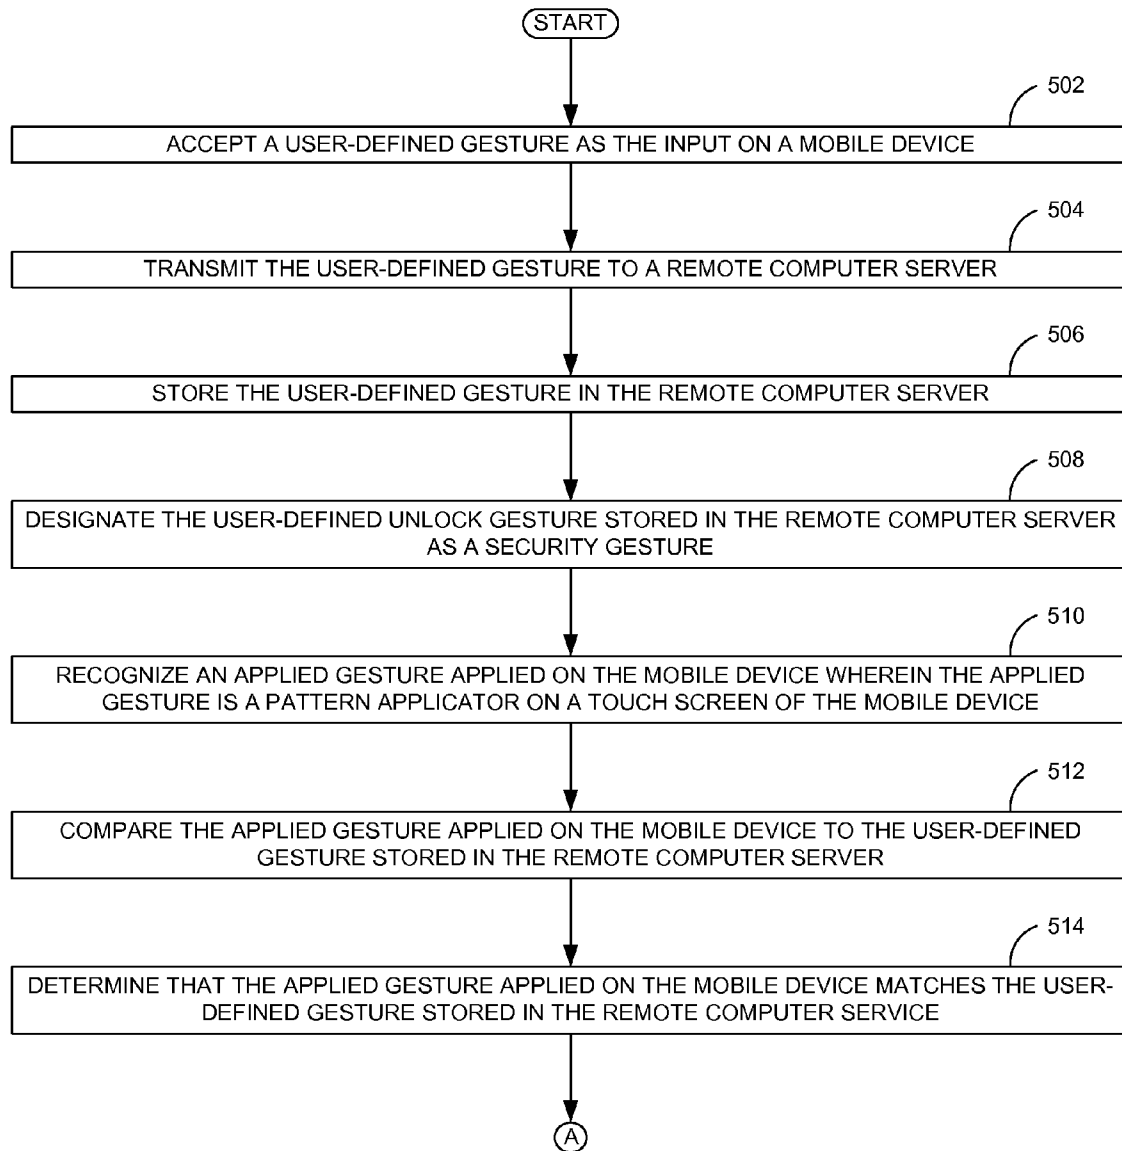 START
502
ACCEPT A USER-DEFINED GESTURE AS THE INPUT ON A MOBILE DEVICE
504
TRANSMIT THE USER-DEFINED GESTURE TO A REMOTE COMPUTER SERVER
506
STORE THE USER-DEFINED GESTURE IN THE REMOTE COMPUTER SERVER
508
DESIGNATE THE USER-DEFINED UNLOCK GESTURE STORED IN THE REMOTE COMPUTER SERVER
AS A SECURITY GESTURE
510
RECOGNIZE AN APPLIED GESTURE APPLIED ON THE MOBILE DEVICE WHEREIN THE APPLIED
GESTURE IS A PATTERN APPLICATOR ON A TOUCH SCREEN OF THE MOBILE DEVICE
512
COMPARE THE APPLIED GESTURE APPLIED ON THE MOBILE DEVICE TO THE USER-DEFINED
GESTURE STORED IN THE REMOTE COMPUTER SERVER
514
DETERMINE THAT THE APPLIED GESTURE APPLIED ON THE MOBILE DEVICE MATCHES THE USER-
DEFINED GESTURE STORED IN THE REMOTE COMPUTER SERVICE
A